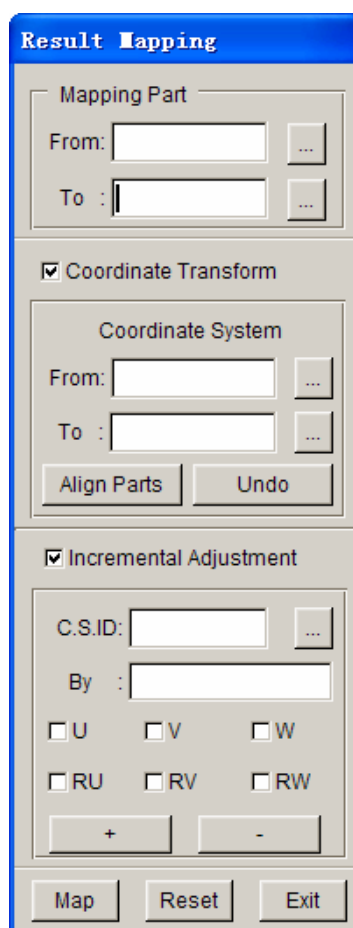 Result Mapping
Mapping Part
From: ...
To : ...
Coordinate Transform
Coordinate System
From: ...
To : ...
Align Parts Undo
Incremental Adjustment
C.S.ID: ...
By :
U V W
RU RV RW
+ -
Map Reset Exit